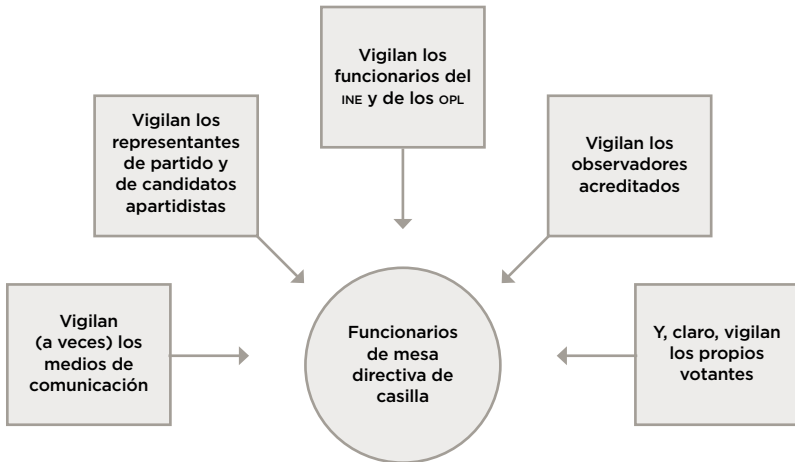 Vigilan los
funcionarios del
INE y de los OPL
Vigilan los
representantes
de partido y
de candidatos
apartidistas
Vigilan los
observadores
acreditados
Vigilan
(a veces) los
medios de
comunicación
Funcionarios
de mesa
directiva de
casilla
Y, claro, vigilan
los propios
votantes